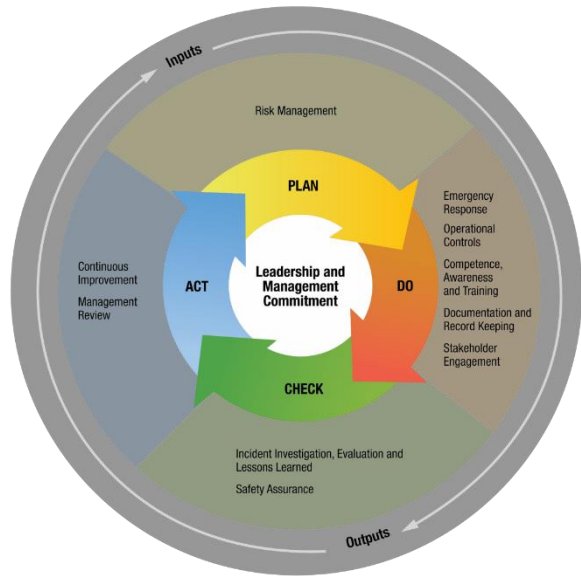 Inputs
Risk Management
PLAN
Emergency
Response
Operational
Controls
Competence,
Awareness
and Training
Documentation and
Record Keeping
Stakeholder
Engagement
DO
Leadership and
Management
Commitment
ACT
Continuous
Improvement
Management
Review
CHECK
Incident Investigation, Evaluation and
Lessons Learned
Safety Assurance
Outputs